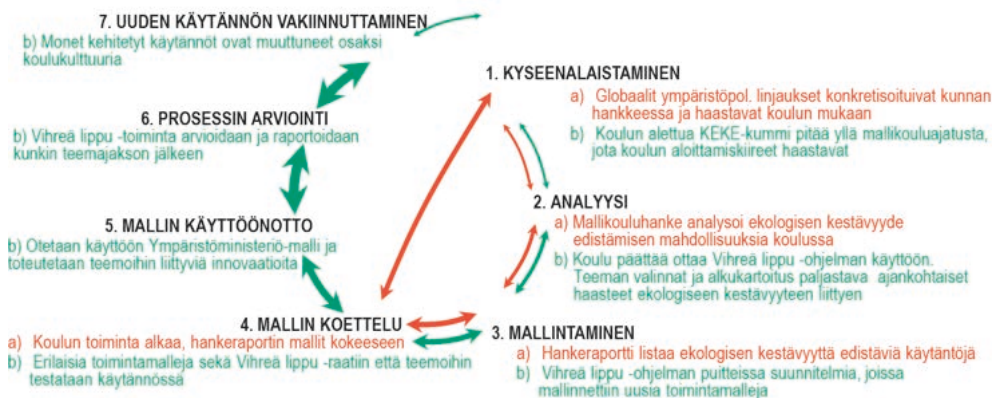 7. UUDEN KÄYTÄNNÖN VAKIINNUTTAMINEN
b) Monet kehitetyt käytännöt ovat muuttuneet osaksi
koulukulttuuria
1. KYSEENALAISTAMINEN
a) Globaalit ympäristöpol. linjaukset konkretisoituivat kunnan
hankkeessa ja haastavat koulun mukaan
b) Koulun alettua KEKE-kummi pitää yllä mallikouluajatusta,
jota koulun aloittamiskiireet haastavat
6. PROSESSIN ARVIOINTI
b) Vihreä lippu -toiminta arvioidaan ja raportoidaan
kunkin teemajakson jälkeen
2. ANALYYSI
a) Mallikouluhanke analysoi ekologisen kestävyyde
edistämisen mahdollisuuksia koulussa
b) Koulu päättää ottaa Vihreä lippu -ohjelman käyttöön.
Teeman valinnat ja alkukartoitus paljastava ajankohtaiset
haasteet ekologiseen kestävyyteen liittyen
5. MALLIN KÄYTTÖÖNOTTO
b) Otetaan käyttöön Ympäristöministeriö-malli ja
toteutetaan teemoihin liittyviä innovaatioita
4. MALLIN KOETTELU
a) Koulun toiminta alkaa, hankeraportin mallit kokeeseen
b) Erilaisia toimintamalleja sekä Vihreä lippu -raatiin että teemoihin
testataan käytännössä
3. MALLINTAMINEN
a) Hankeraportti listaa ekologisen kestävyyttä edistäviä käytäntöjä
b) Vihreä lippu -ohjelman puitteissa suunnitelmia, joissa
mallinnettiin uusia toimintamalleja